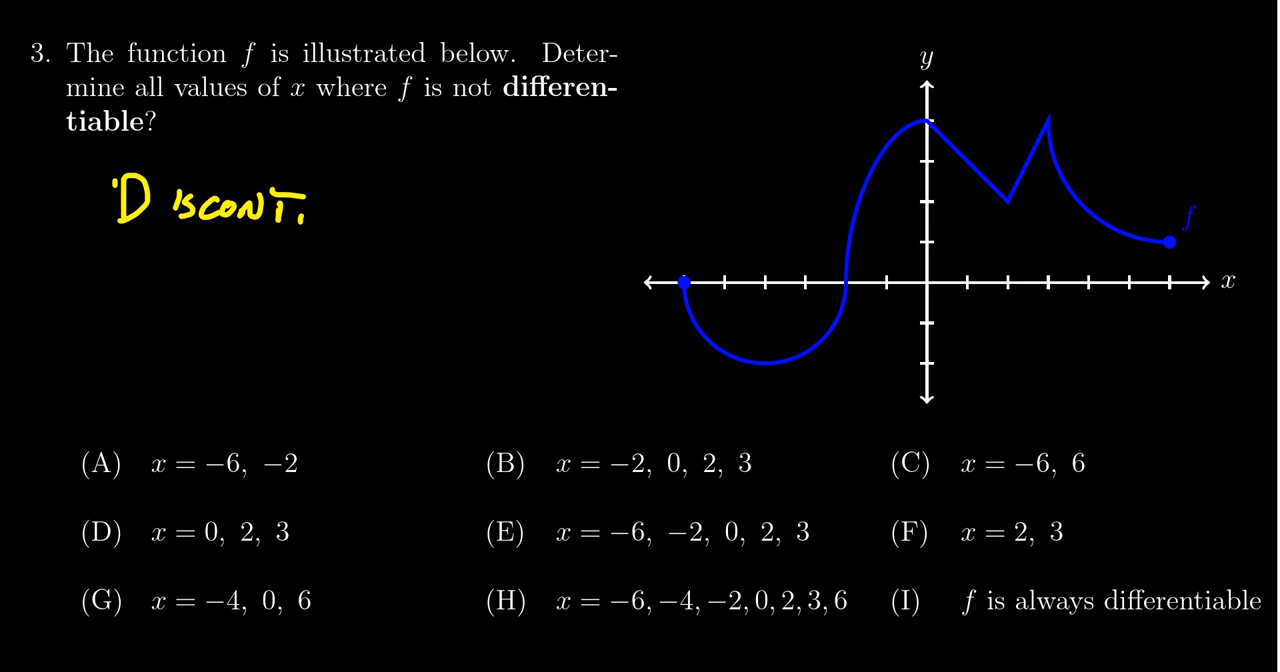 3. The function f is illustrated below. Deter-
mine all values of x where f is not differen-
tiable?
DISCONT.
y
f
x
(A) x = −6, −2
(B) x = −2, 0, 2, 3
(C) x = −6, 6
(D) x = 0, 2, 3
(E) x = −6, −2, 0, 2, 3
(F) x = 2, 3
(G) x = −4, 0, 6
(H) x = −6, −4, −2, 0, 2, 3, 6
(I) f is always differentiable